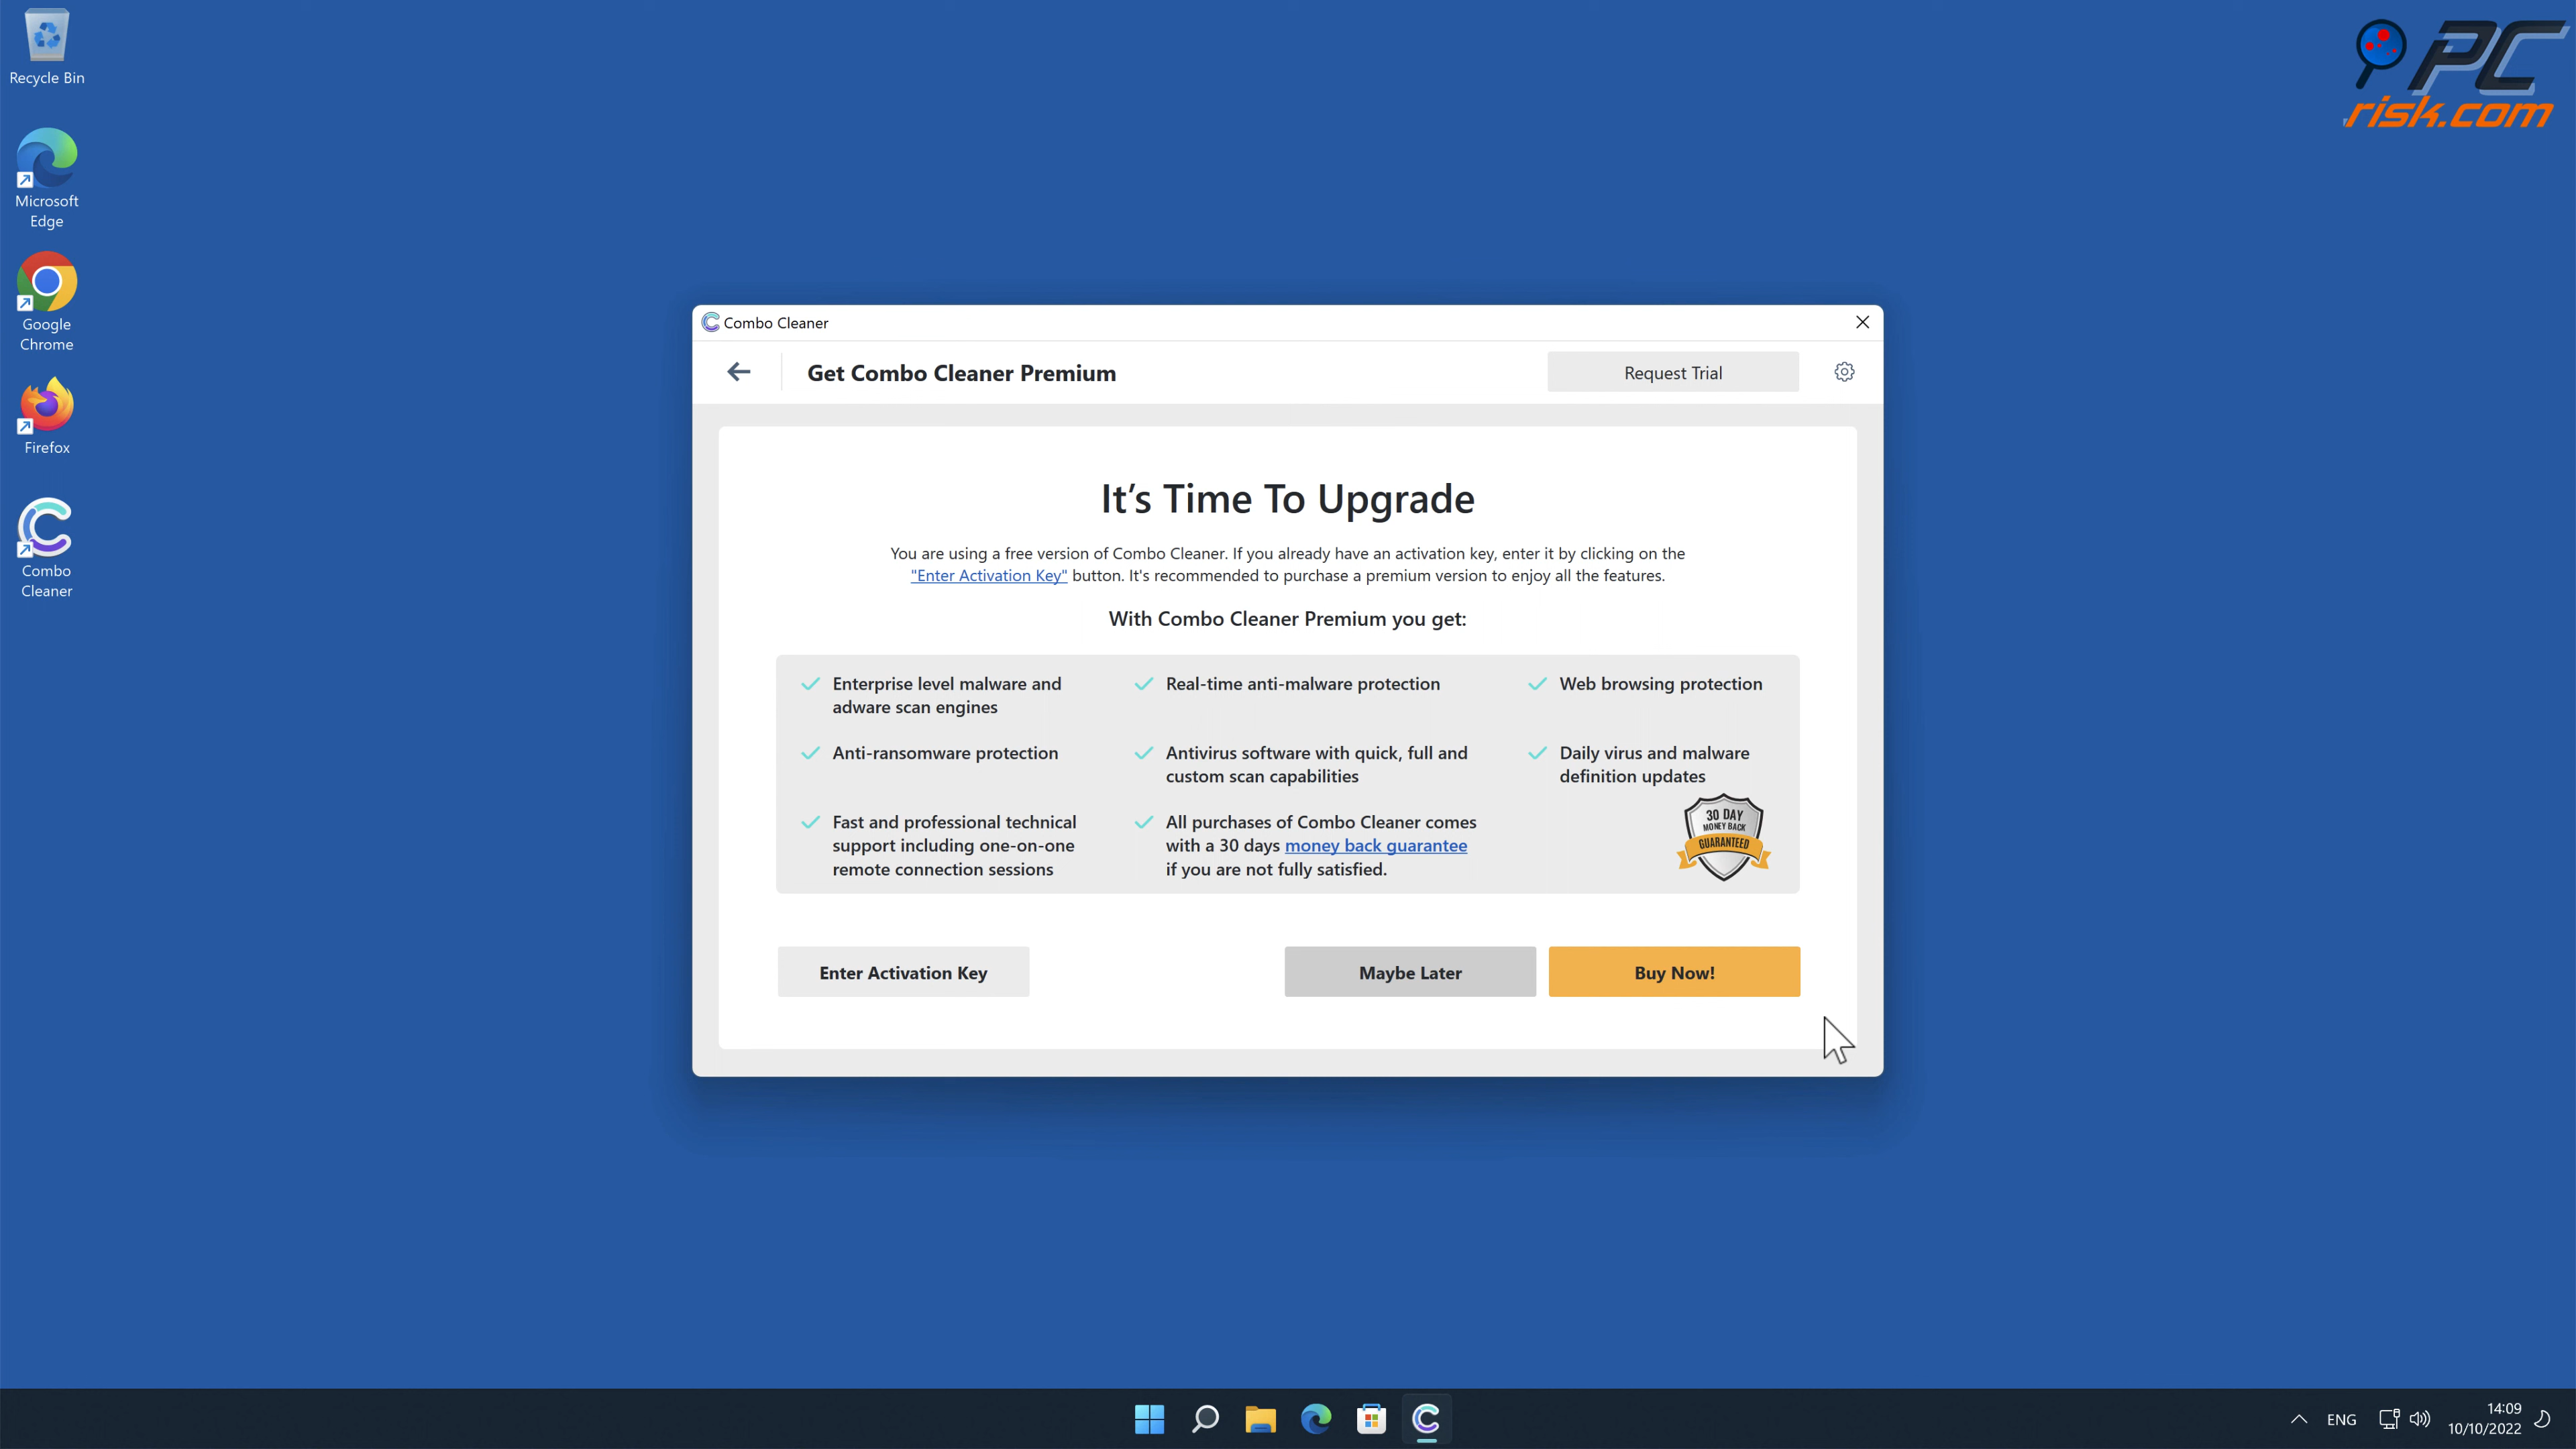 Recycle Bin
Microsoft
Edge
Google
Chrome
Firefox
Combo
Cleaner
PC
risk.com
Combo Cleaner
Get Combo Cleaner Premium
Request Trial
It's Time To Upgrade
You are using a free version of Combo Cleaner. If you already have an activation key, enter it by clicking on the
"Enter Activation Key" button. It's recommended to purchase a premium version to enjoy all the features.
With Combo Cleaner Premium you get:
Enterprise level malware and
adware scan engines
Real-time anti-malware protection
Web browsing protection
Anti-ransomware protection
Antivirus software with quick, full and
custom scan capabilities
Daily virus and malware
definition updates
Fast and professional technical
support including one-on-one
remote connection sessions
All purchases of Combo Cleaner comes
with a 30 days money back guarantee
if you are not fully satisfied.
30 DAY
MONEY BACK
GUARANTEED
Enter Activation Key
Maybe Later
Buy Now!
ENG
14:09
10/10/2022